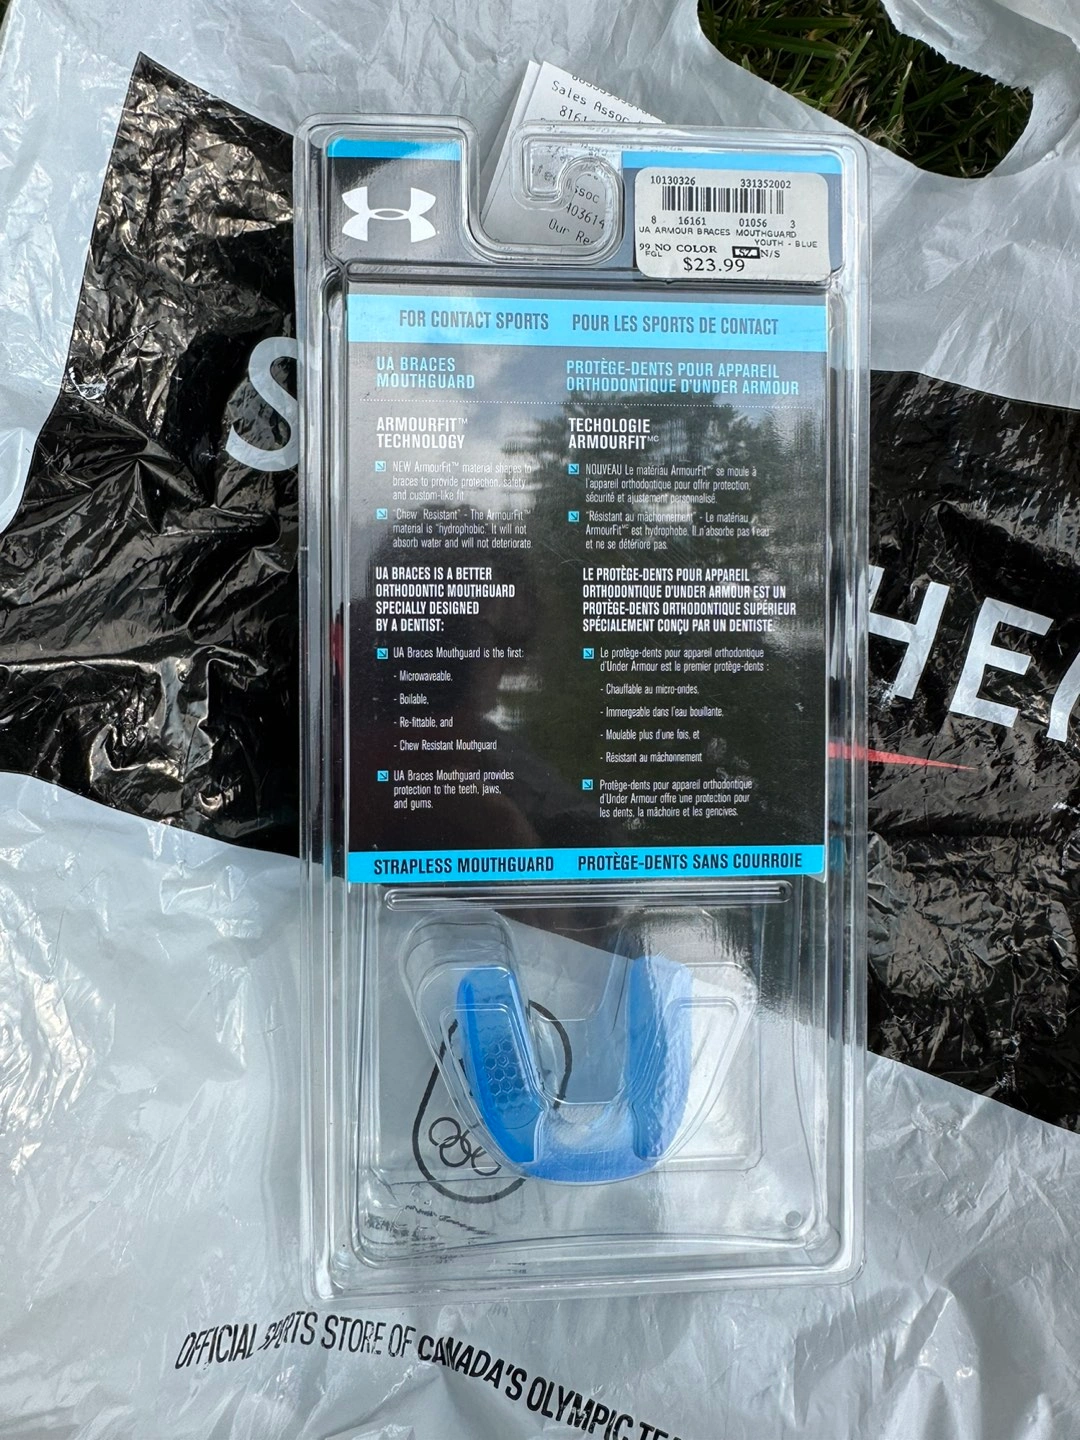 Sales Assoc
8161
ssoc
403614
Our Re
10130326 331352002
8 16161 01056 3
UA ARMOUR BRACES MOUTHGUARD
YOUTH - BLUE
99 NO COLOR N/S
FGL
$23.99
FOR CONTACT SPORTS POUR LES SPORTS DE CONTACT
UA BRACES
MOUTHGUARD
ARMOURFIT™
TECHNOLOGY
NEW ArmourFit™ material shapes to
braces to provide protection, safety,
and custom-like fit.
"Chew Resistant" - The ArmourFit™
material is "hydrophobic." It will not
absorb water and will not deteriorate.
UA BRACES IS A BETTER
ORTHODONTIC MOUTHGUARD
SPECIALLY DESIGNED
BY A DENTIST:
UA Braces Mouthguard is the first:
- Microwaveable,
- Boilable,
- Re-fittable, and
- Chew Resistant Mouthguard
UA Braces Mouthguard provides
protection to the teeth, jaws,
and gums.
PROTÈGE-DENTS POUR APPAREIL
ORTHODONTIQUE D'UNDER ARMOUR
TECHOLOGIE
ARMOURFIT MC
NOUVEAU Le matériau ArmourFit MC se moule à
l'appareil orthodontique pour offrir protection,
sécurité et ajustement personnalisé.
"Résistant au mâchonnement" - Le matériau
ArmourFit MC est hydrophobe. Il n'absorbe pas l'eau
et ne se détériore pas.
LE PROTÈGE-DENTS POUR APPAREIL
ORTHODONTIQUE D'UNDER ARMOUR EST UN
PROTÈGE-DENTS ORTHODONTIQUE SUPÉRIEUR
SPÉCIALEMENT CONÇU PAR UN DENTISTE.
Le protège-dents pour appareil orthodontique
d'Under Armour est le premier protège-dents :
- Chauffable au micro-ondes,
- Immergeable dans l'eau bouillante,
- Moulable plus d'une fois, et
- Résistant au mâchonnement
Protège-dents pour appareil orthodontique
d'Under Armour offre une protection pour
les dents, la mâchoire et les gencives.
STRAPLESS MOUTHGUARD PROTÈGE-DENTS SANS COURROIE
S
HE
OFFICIAL SPORTS STORE OF CANADA'S OLYMPIC TE